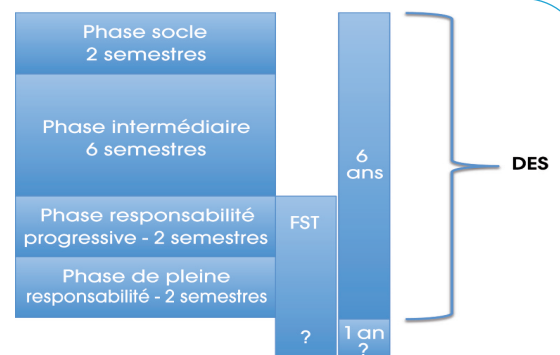 Phase socle
2 semestres
Phase intermédiaire
6 semestres
Phase responsabilité
progressive - 2 semestres
Phase de pleine
responsabilité - 2 semestres
FST
?
6
ans
1 an
?
DES